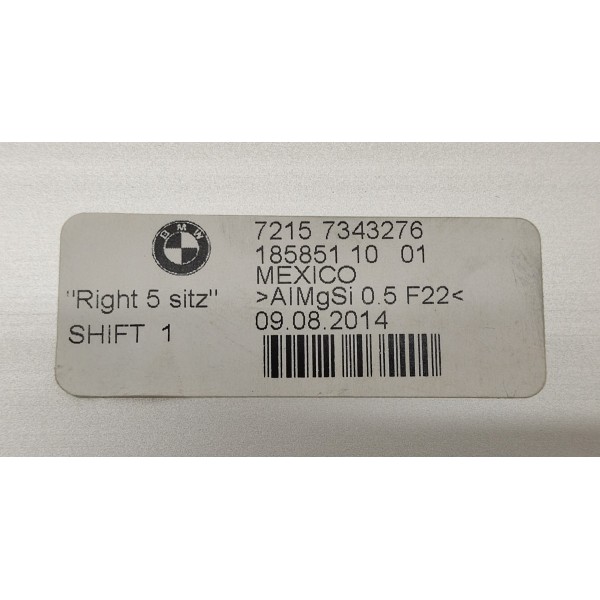 BMW
7215 7343276
185851 10 01
MEXICO
"Right 5 sitz" >AlMgSi 0.5 F22<
SHIFT 1 09.08.2014